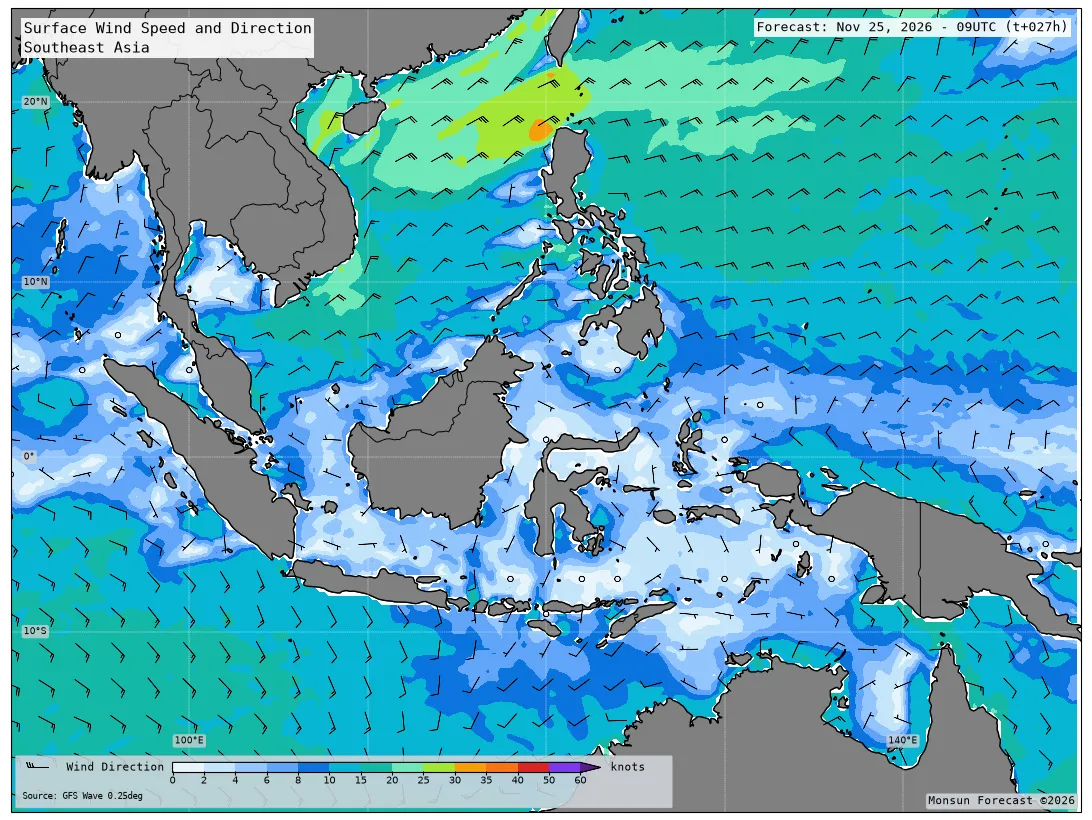 Surface Wind Speed and Direction
Southeast Asia
Forecast: Nov 25, 2026 - 09UTC (t+027h)
20°N
10°N
0°
10°S
100°E
140°E
Wind Direction
0 2 4 6 8 10 15 20 25 30 35 40 50 60
knots
Source: GFS Wave 0.25deg
Monsun Forecast ©2026